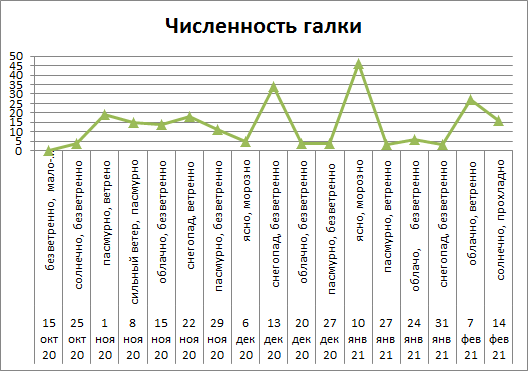 Численность галки
50
45
40
35
30
25
20
15
10
5
0
безветренно, мало-…
солнечно, безветренно
пасмурно, ветрено
сильный ветер, пасмурно
облачно, безветренно
снегопад, ветренно
пасмурно, безветренно
ясно, морозно
снегопад, безветренно
облачно, безветренно
пасмурно, безветренно
ясно, морозно
пасмурно, ветренно
облачо, безветренно
снегопад, безветренно
облачно, ветренно
солнечно, прохладно
15 25 1 8 15 22 29 6 13 20 27 10 27 24 31 7 14
окт окт ноя ноя ноя ноя ноя дек дек дек дек янв янв янв янв фев фев
20 20 20 20 20 20 20 20 20 20 20 21 21 21 21 21 21